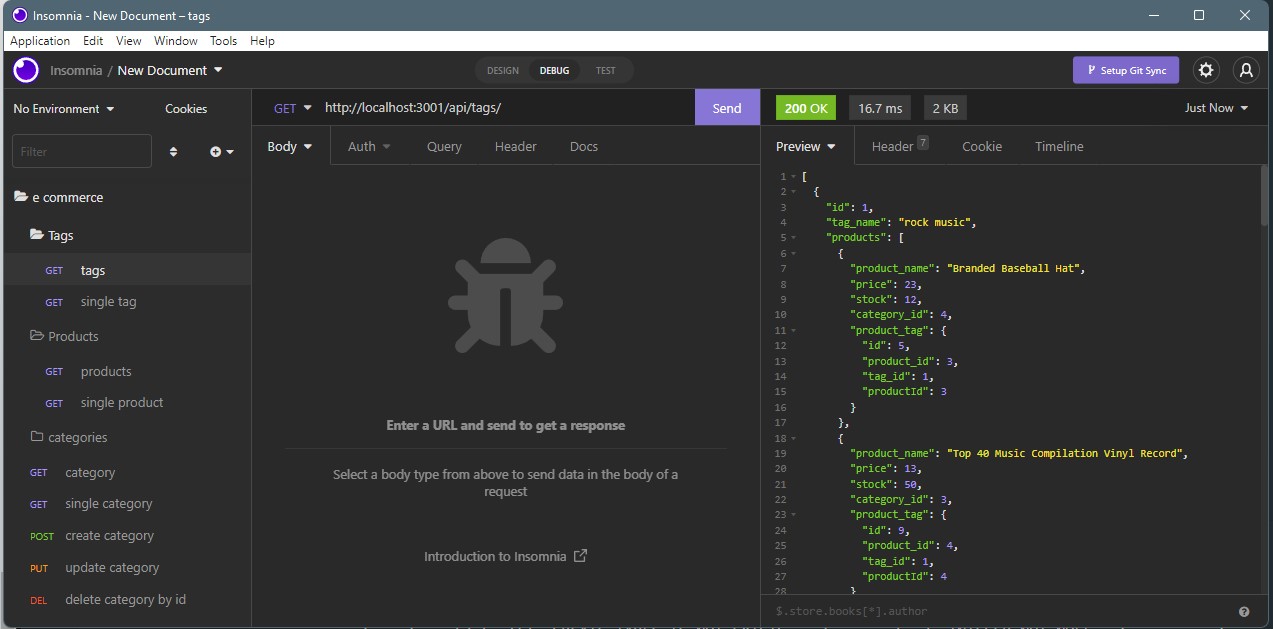 Insomnia - New Document – tags
Application Edit View Window Tools Help
Insomnia / New Document
DESIGN DEBUG TEST
Setup Git Sync
No Environment Cookies
GET http://localhost:3001/api/tags/ Send
200 OK 16.7 ms 2 KB Just Now
Filter
Body Auth Query Header Docs
Preview Header 7 Cookie Timeline
e commerce
Tags
GET tags
GET single tag
Products
GET products
GET single product
categories
GET category
GET single category
POST create category
PUT update category
DEL delete category by id
Enter a URL and send to get a response
Select a body type from above to send data in the body of a
request
Introduction to Insomnia
1 [
2 {
3 "id": 1,
4 "tag_name": "rock music",
5 "products": [
6 {
7 "product_name": "Branded Baseball Hat",
8 "price": 23,
9 "stock": 12,
10 "category_id": 4,
11 "product_tag": {
12 "id": 5,
13 "product_id": 3,
14 "tag_id": 1,
15 "productId": 3
16 }
17 },
18 {
19 "product_name": "Top 40 Music Compilation Vinyl Record",
20 "price": 13,
21 "stock": 50,
22 "category_id": 3,
23 "product_tag": {
24 "id": 9,
25 "product_id": 4,
26 "tag_id": 1,
27 "productId": 4
28 }
$.store.books[*].author